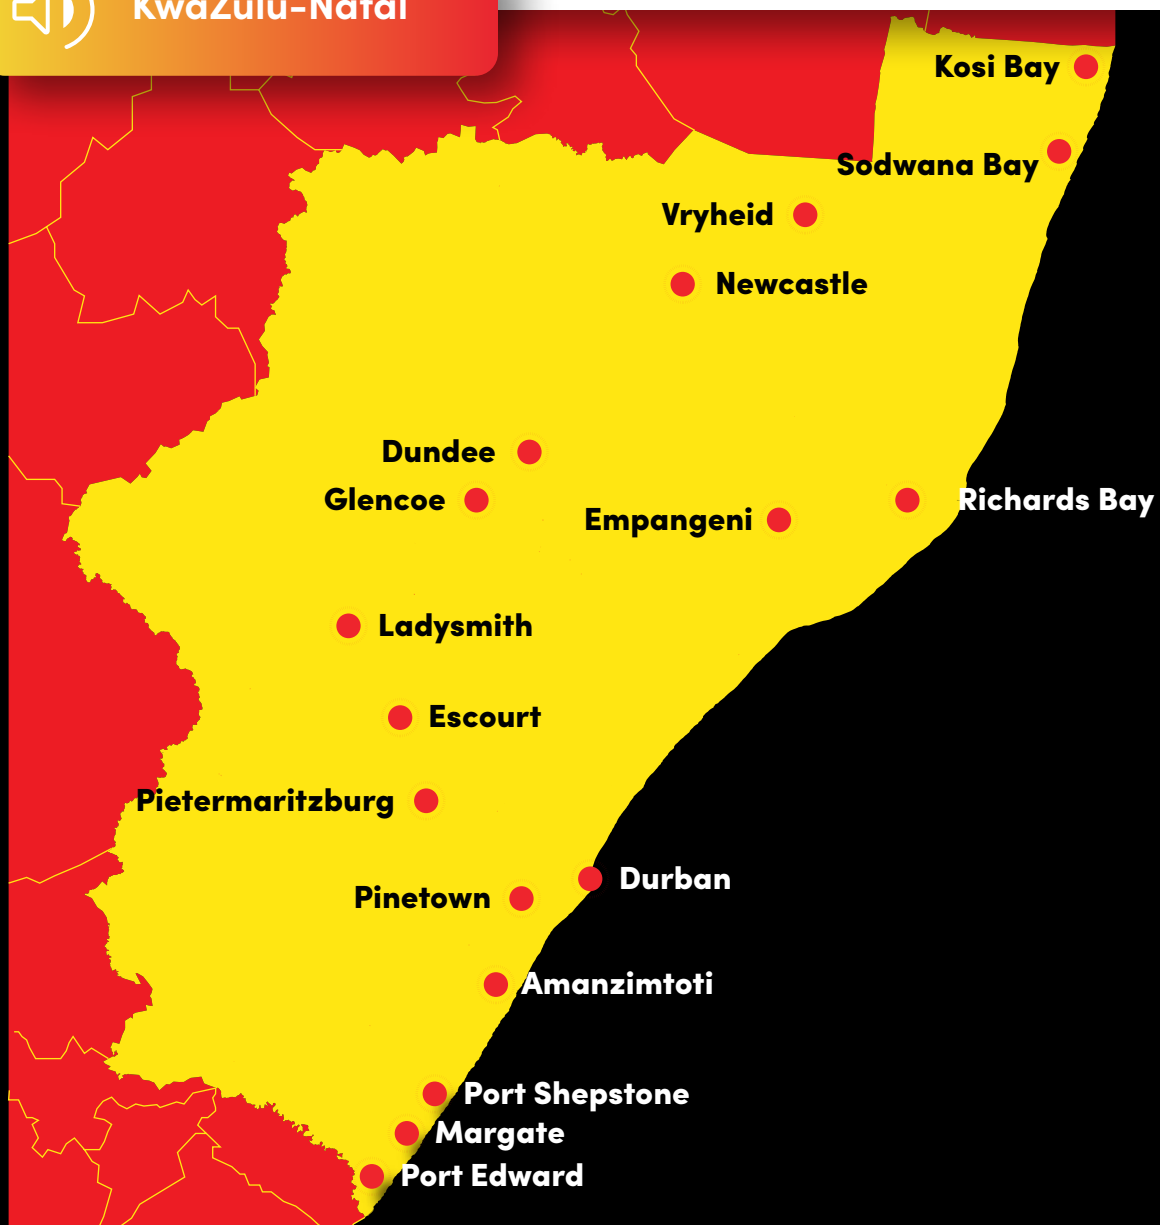 KwaZulu-Natal
Kosi Bay
Sodwana Bay
Vryheid
Newcastle
Dundee
Glencoe
Richards Bay
Empangeni
Ladysmith
Escourt
Pietermaritzburg
Durban
Pinetown
Amanzimtoti
Port Shepstone
Margate
Port Edward